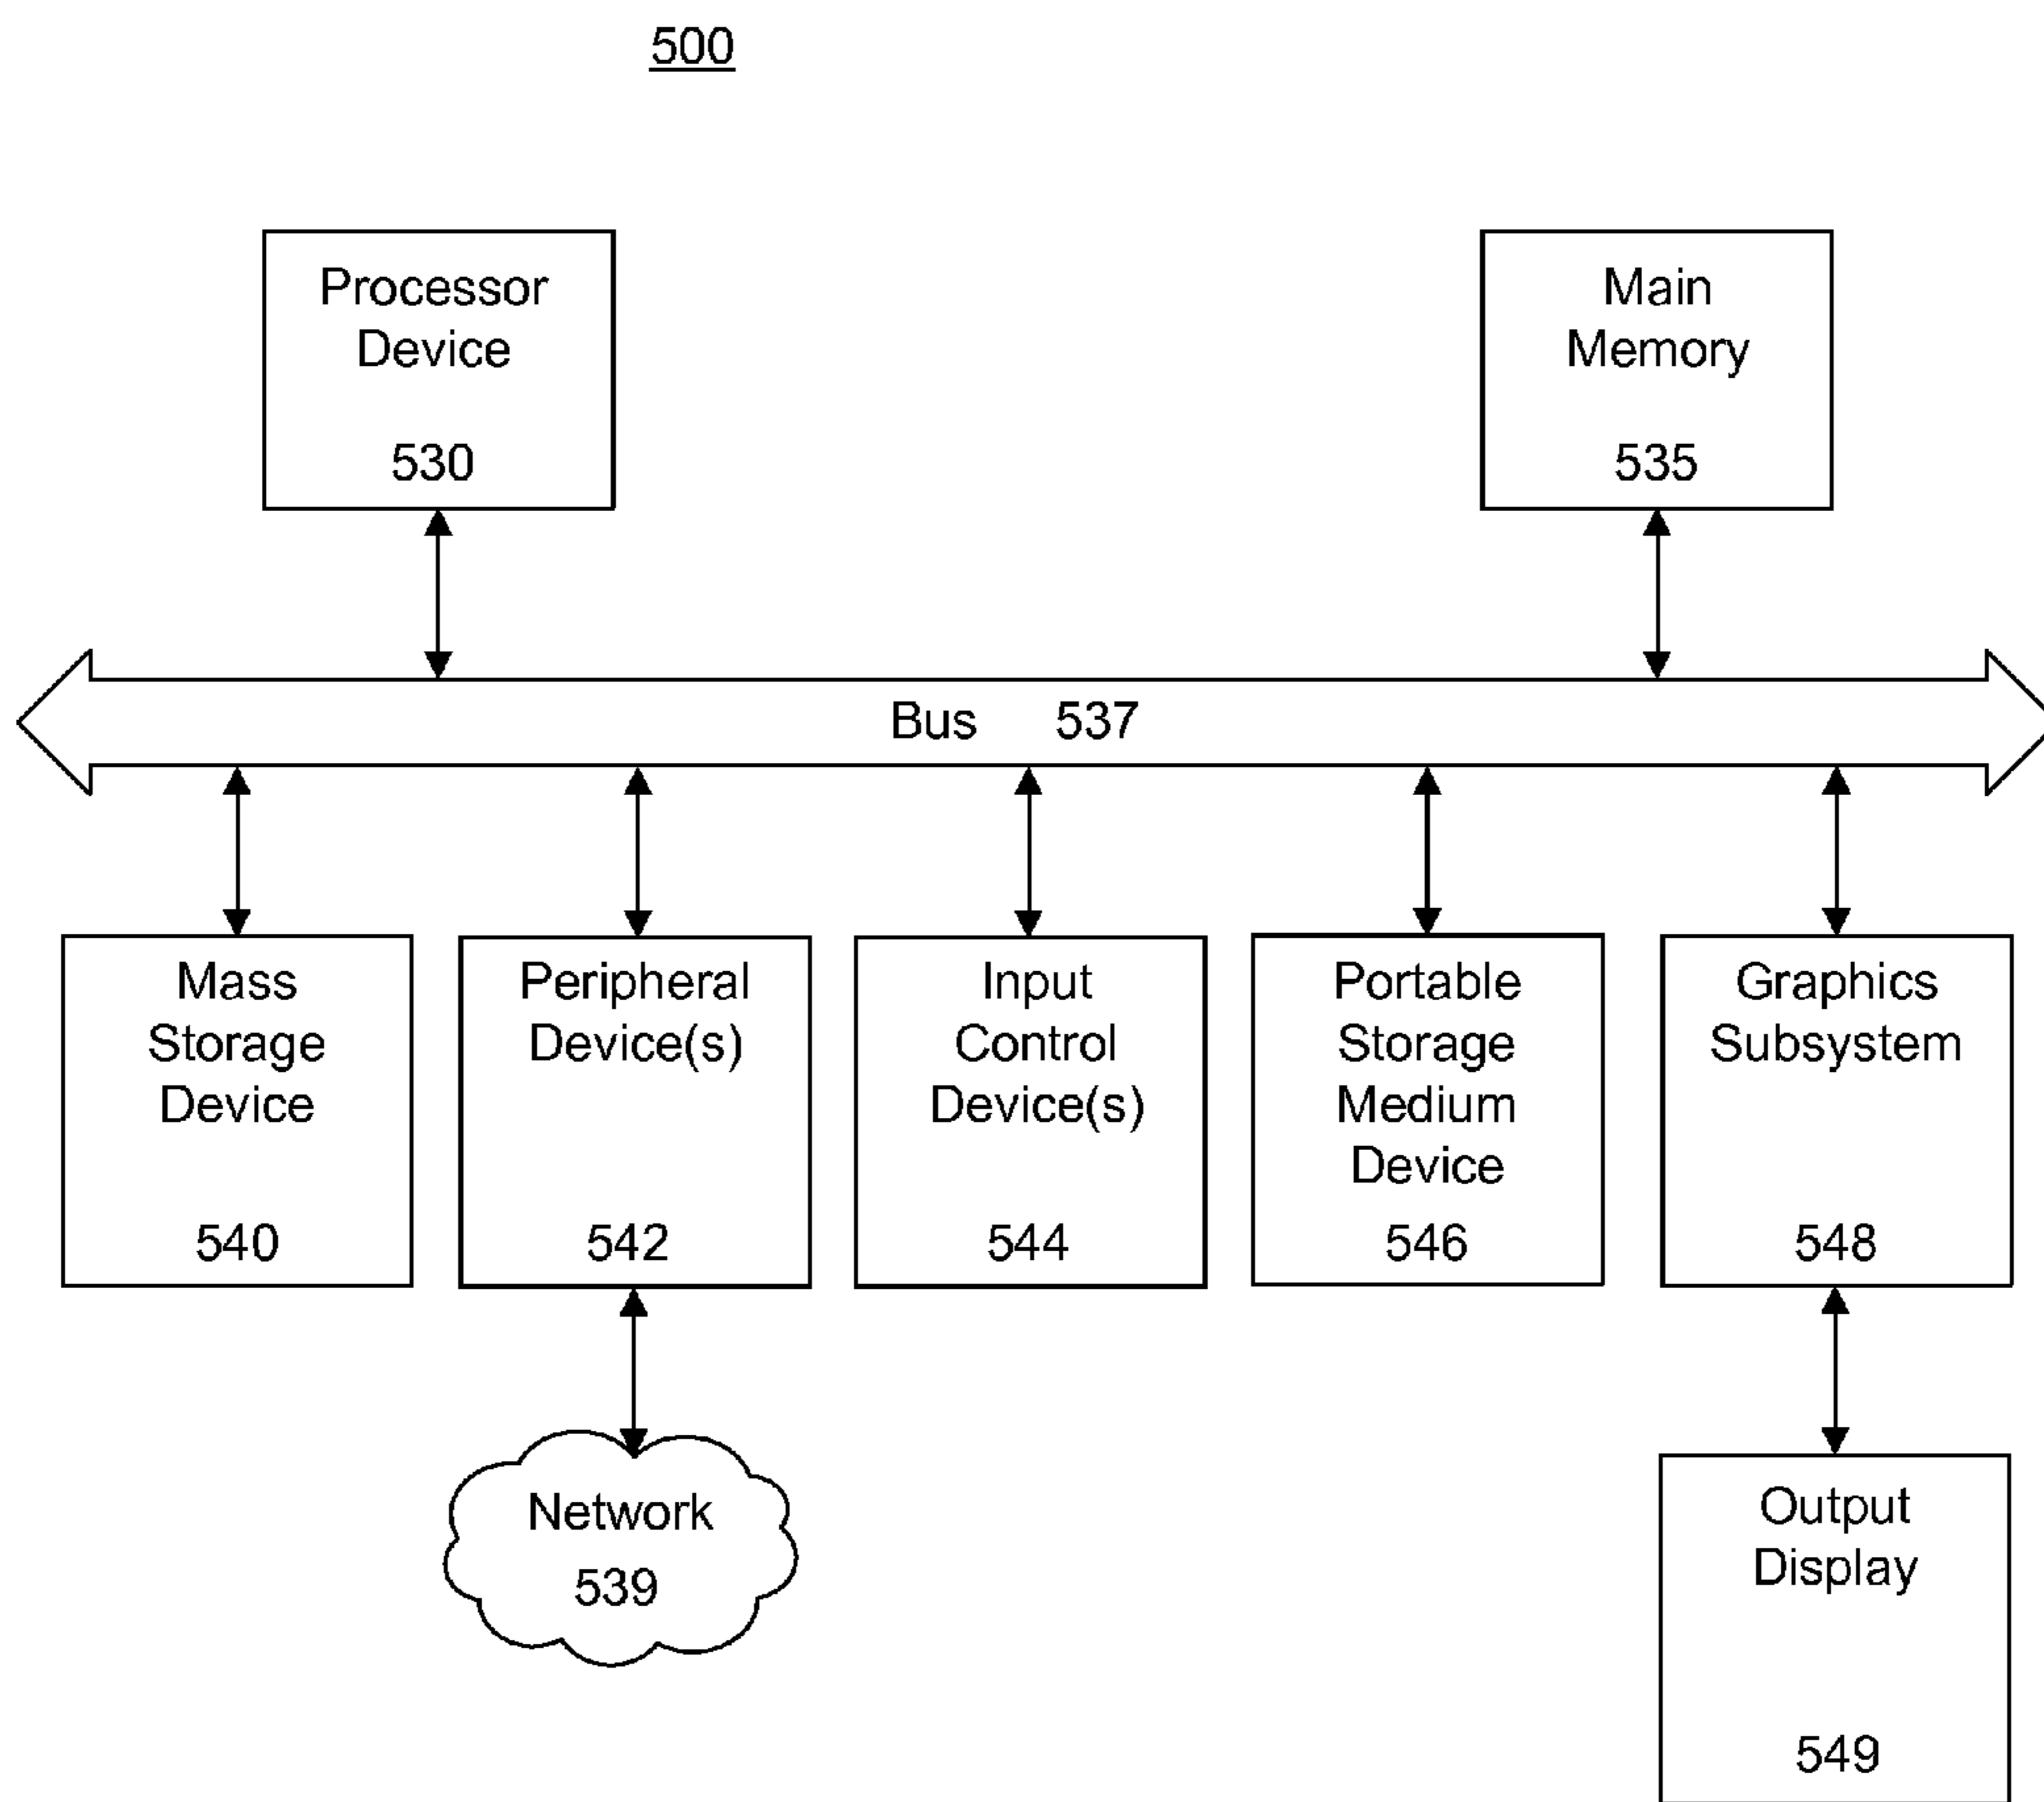 500
Processor
Device
530
Main
Memory
535
Bus 537
Mass
Storage
Device
540
Peripheral
Device(s)
542
Input
Control
Device(s)
544
Portable
Storage
Medium
Device
546
Graphics
Subsystem
548
Network
539
Output
Display
549